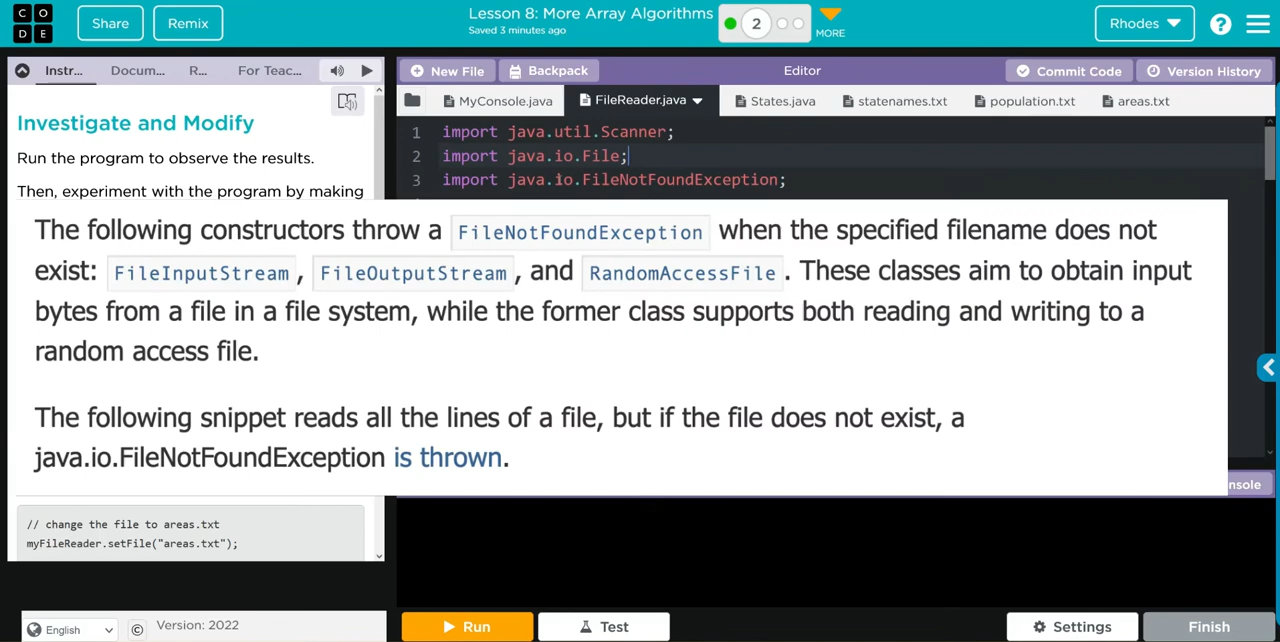 CODE
Share
Remix
Lesson 8: More Array Algorithms
Saved 3 minutes ago
2
MORE
Rhodes
?
Instr...
Docum...
R...
For Teac...
New File
Backpack
Editor
Commit Code
Version History
MyConsole.java
FileReader.java
States.java
statenames.txt
population.txt
areas.txt
Investigate and Modify
Run the program to observe the results.
Then, experiment with the program by making
1 import java.util.Scanner;
2 import java.io.File;
3 import java.io.FileNotFoundException;
The following constructors throw a FileNotFoundException when the specified filename does not
exist: FileInputStream, FileOutputStream, and RandomAccessFile. These classes aim to obtain input
bytes from a file in a file system, while the former class supports both reading and writing to a
random access file.
The following snippet reads all the lines of a file, but if the file does not exist, a
java.io.FileNotFoundException is thrown.
nsole
// change the file to areas.txt
myFileReader.setFile("areas.txt");
English
©
Version: 2022
Run
Test
Settings
Finish